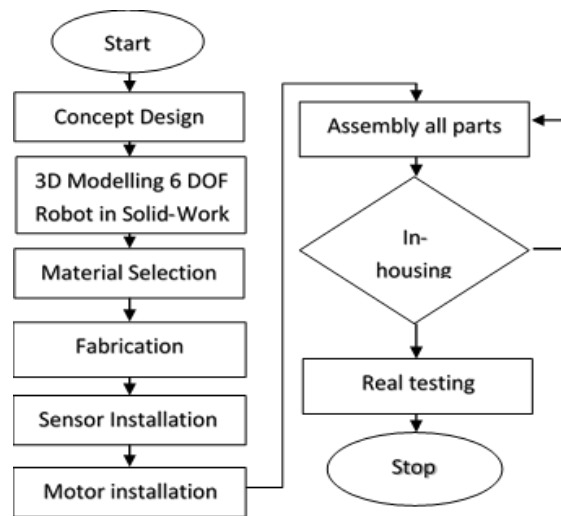 Start
Concept Design
3D Modelling 6 DOF
Robot in Solid-Work
Material Selection
Fabrication
Sensor Installation
Motor installation
Assembly all parts
In-
housing
Real testing
Stop